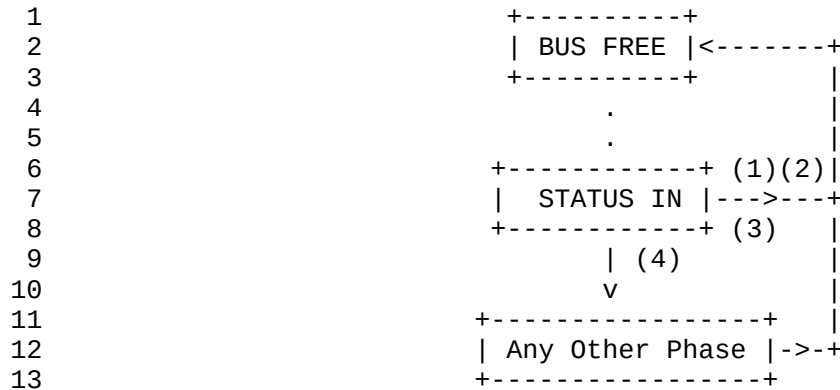 1                            +----------+
2                            | BUS FREE |<-------+
3                            +----------+        |
4                                  .             |
5                                  .             |
6                           +-------------+ (1)(2)|
7                           |  STATUS IN  |--->---+
8                           +------------+ (3)   |
9                                  | (4)         |
10                                 v             |
11                         +-----------------+   |
12                         | Any Other Phase |->-+
13                         +-----------------+